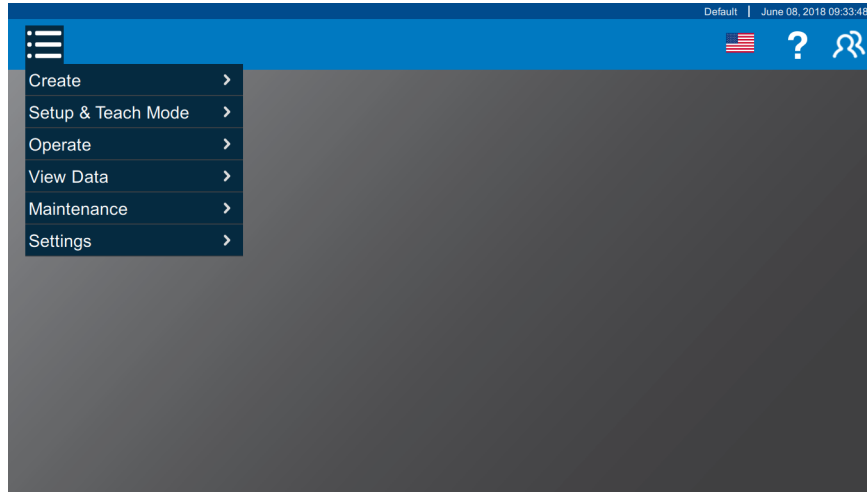 Default | June 08, 2018 09:33:48
?
Create
Setup & Teach Mode
Operate
View Data
Maintenance
Settings